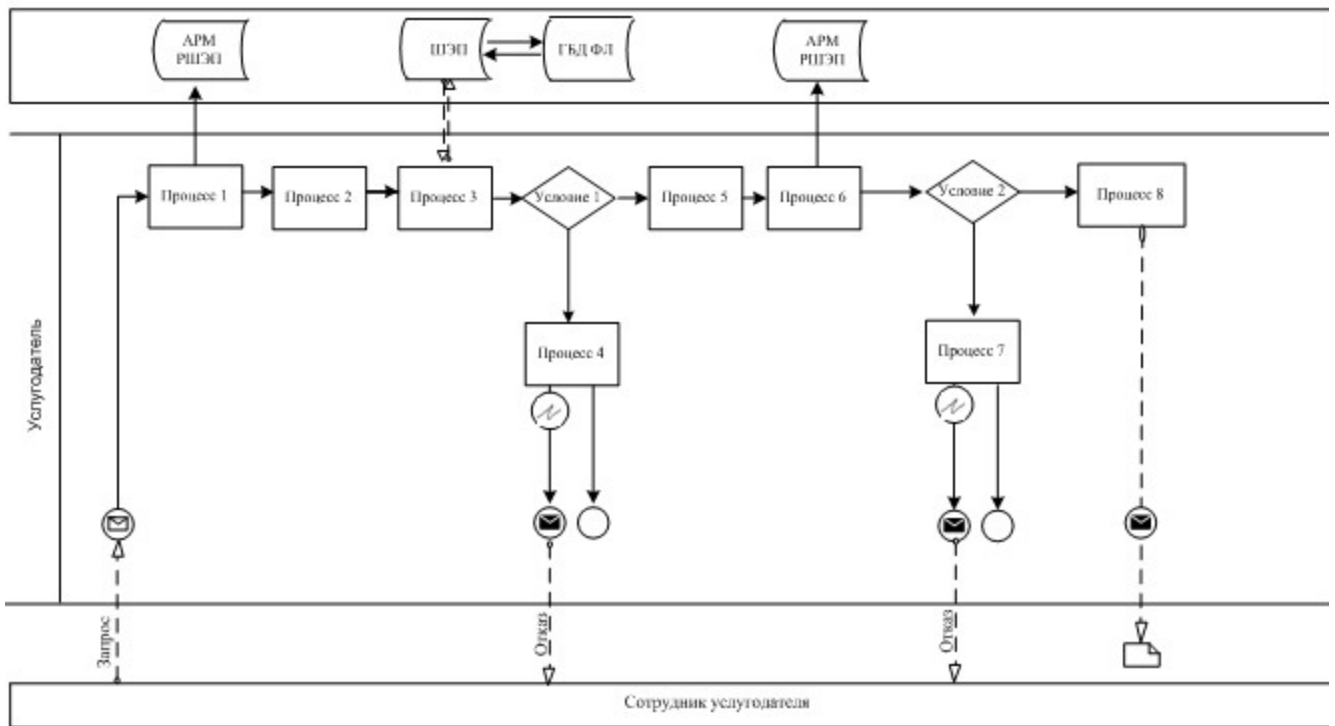 АРМ
РШЭП
ШЭП
ГБД ФЛ
АРМ
РШЭП
Процесс 1
Процесс 2
Процесс 3
Условие 1
Процесс 5
Процесс 6
Условие 2
Процесс 8
Процесс 4
Процесс 7
Услугодатель
Запрос
Отказ
Отказ
Сотрудник услугодателя